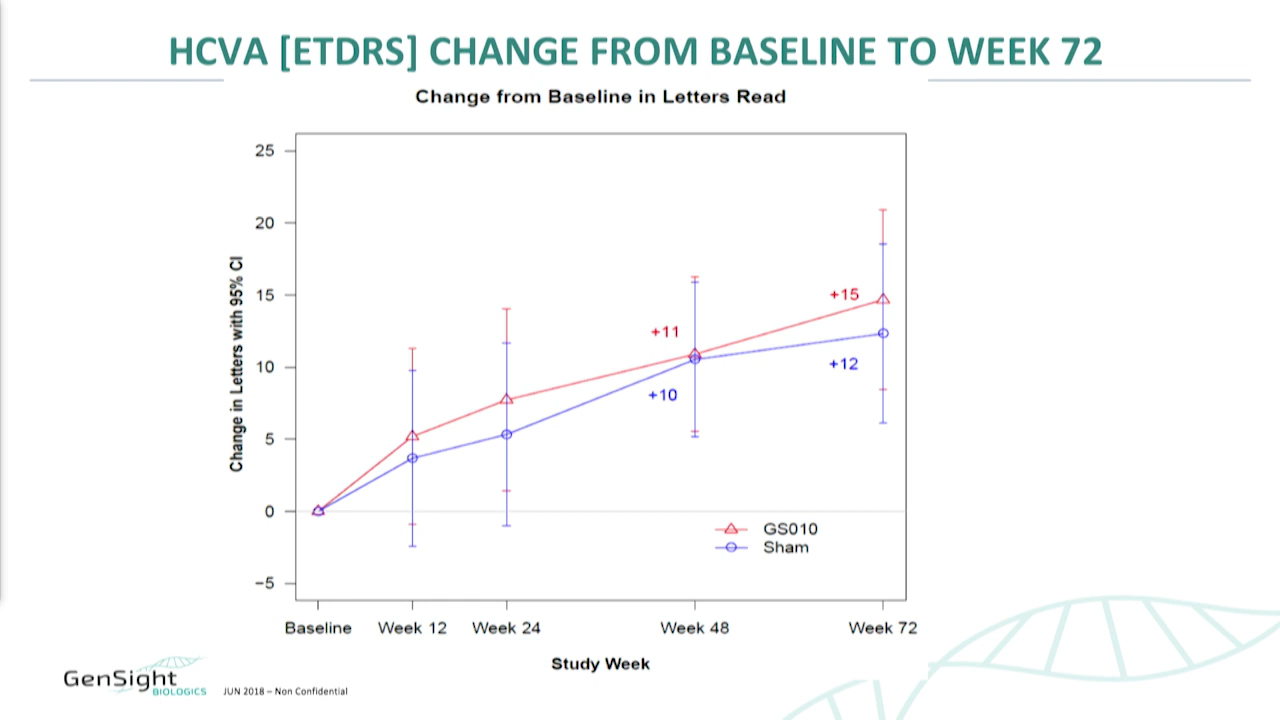 HCVA [ETDRS] CHANGE FROM BASELINE TO WEEK 72
Change from Baseline in Letters Read
Change in Letters with 95% CI
25
20
15
10
5
0
−5
+11
+10
+15
+12
GS010
Sham
Baseline Week 12 Week 24 Week 48 Week 72
Study Week
GenSight
BIOLOGICS
JUN 2018 – Non Confidential